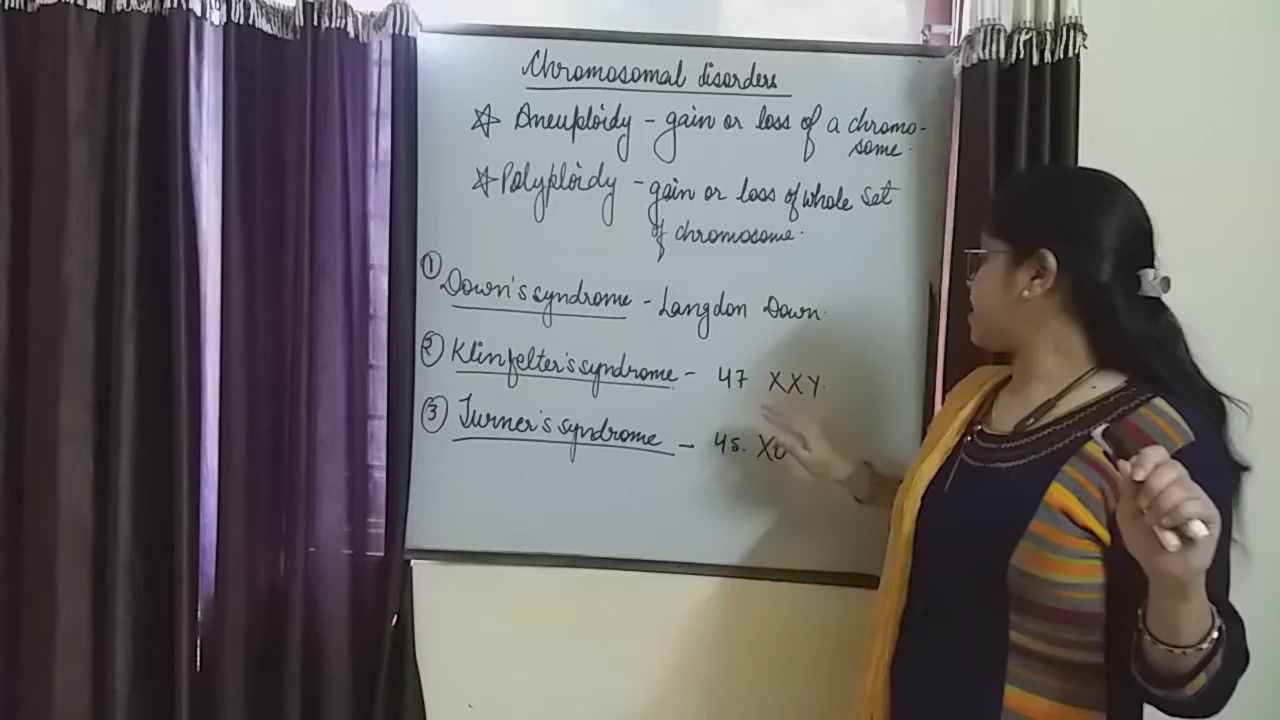 Chromosomal disorders
☆ Aneuploidy - gain or loss of a chromo-
some.
☆ Polyploidy - gain or loss of whole set
of chromosome.
① Down's syndrome - Langdon Down.
② Klinfelter's syndrome - 47 XXY.
③ Turner's syndrome - 45. X